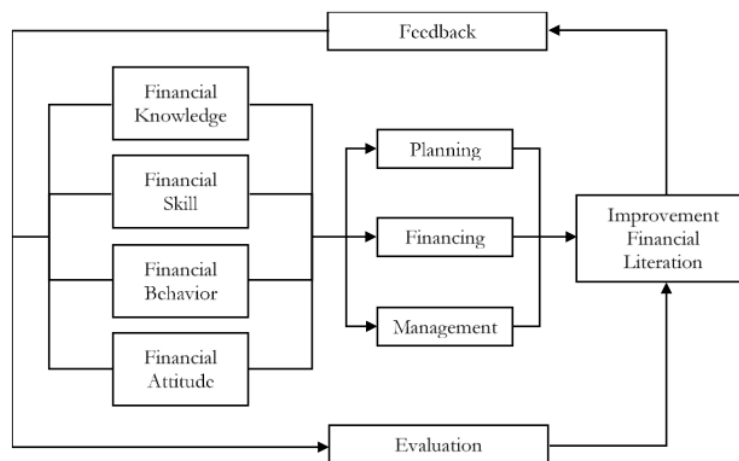 Feedback
Financial
Knowledge
Financial
Skill
Financial
Behavior
Financial
Attitude
Planning
Financing
Management
Improvement
Financial
Literation
Evaluation